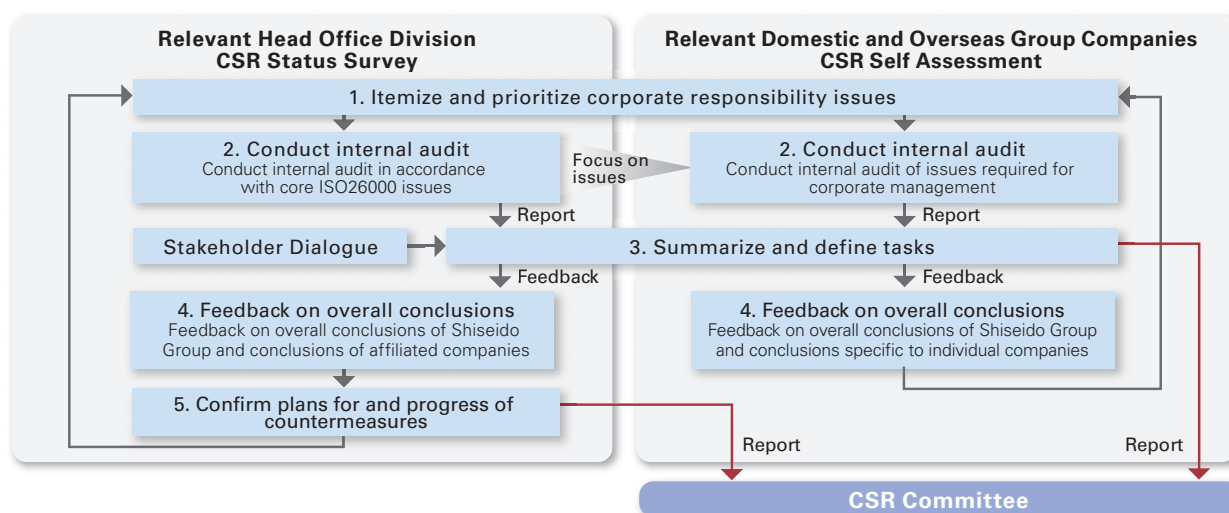 Relevant Head Office Division
CSR Status Survey
Relevant Domestic and Overseas Group Companies
CSR Self Assessment
1. Itemize and prioritize corporate responsibility issues
2. Conduct internal audit
Conduct internal audit in accordance
with core ISO26000 issues
Focus on
issues
2. Conduct internal audit
Conduct internal audit of issues required for
corporate management
Report
Report
Stakeholder Dialogue
3. Summarize and define tasks
Feedback
Feedback
4. Feedback on overall conclusions
Feedback on overall conclusions of Shiseido
Group and conclusions of affiliated companies
4. Feedback on overall conclusions
Feedback on overall conclusions of Shiseido Group
and conclusions specific to individual companies
5. Confirm plans for and progress of
countermeasures
Report
Report
CSR Committee